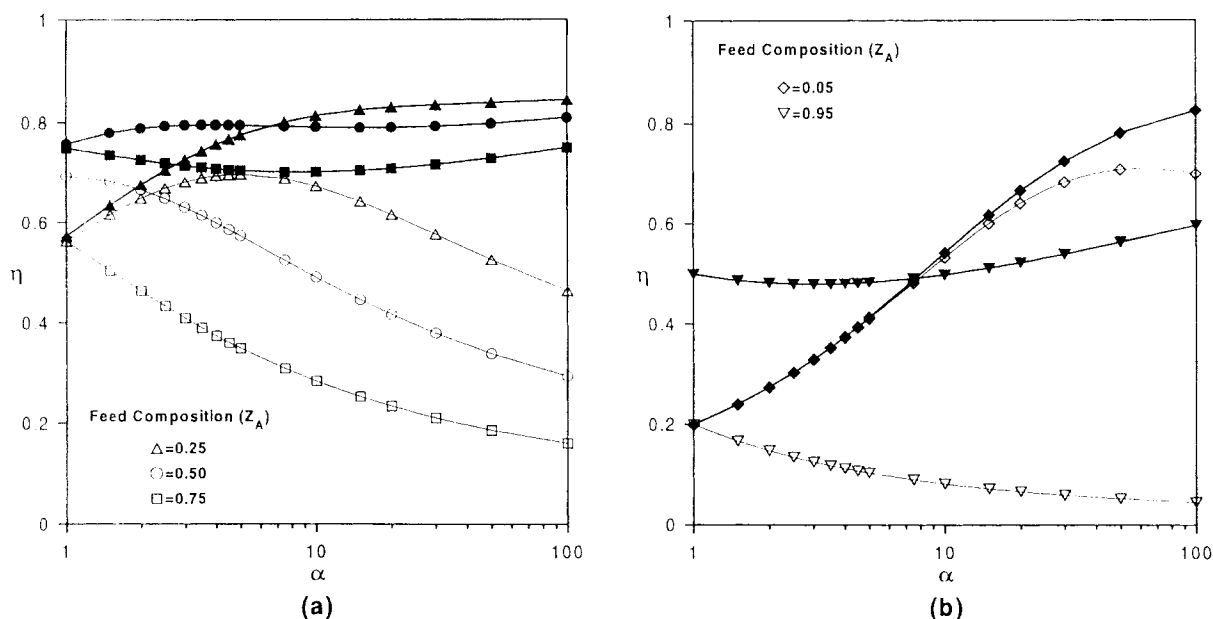 1
0.8
0.6
η
0.4
0.2
0
Feed Composition (Z_A)
△=0.25
○=0.50
□=0.75
1
10
100
α
(a)
1
0.8
0.6
η
0.4
0.2
0
Feed Composition (Z_A)
◇=0.05
▽=0.95
1
10
100
α
(b)